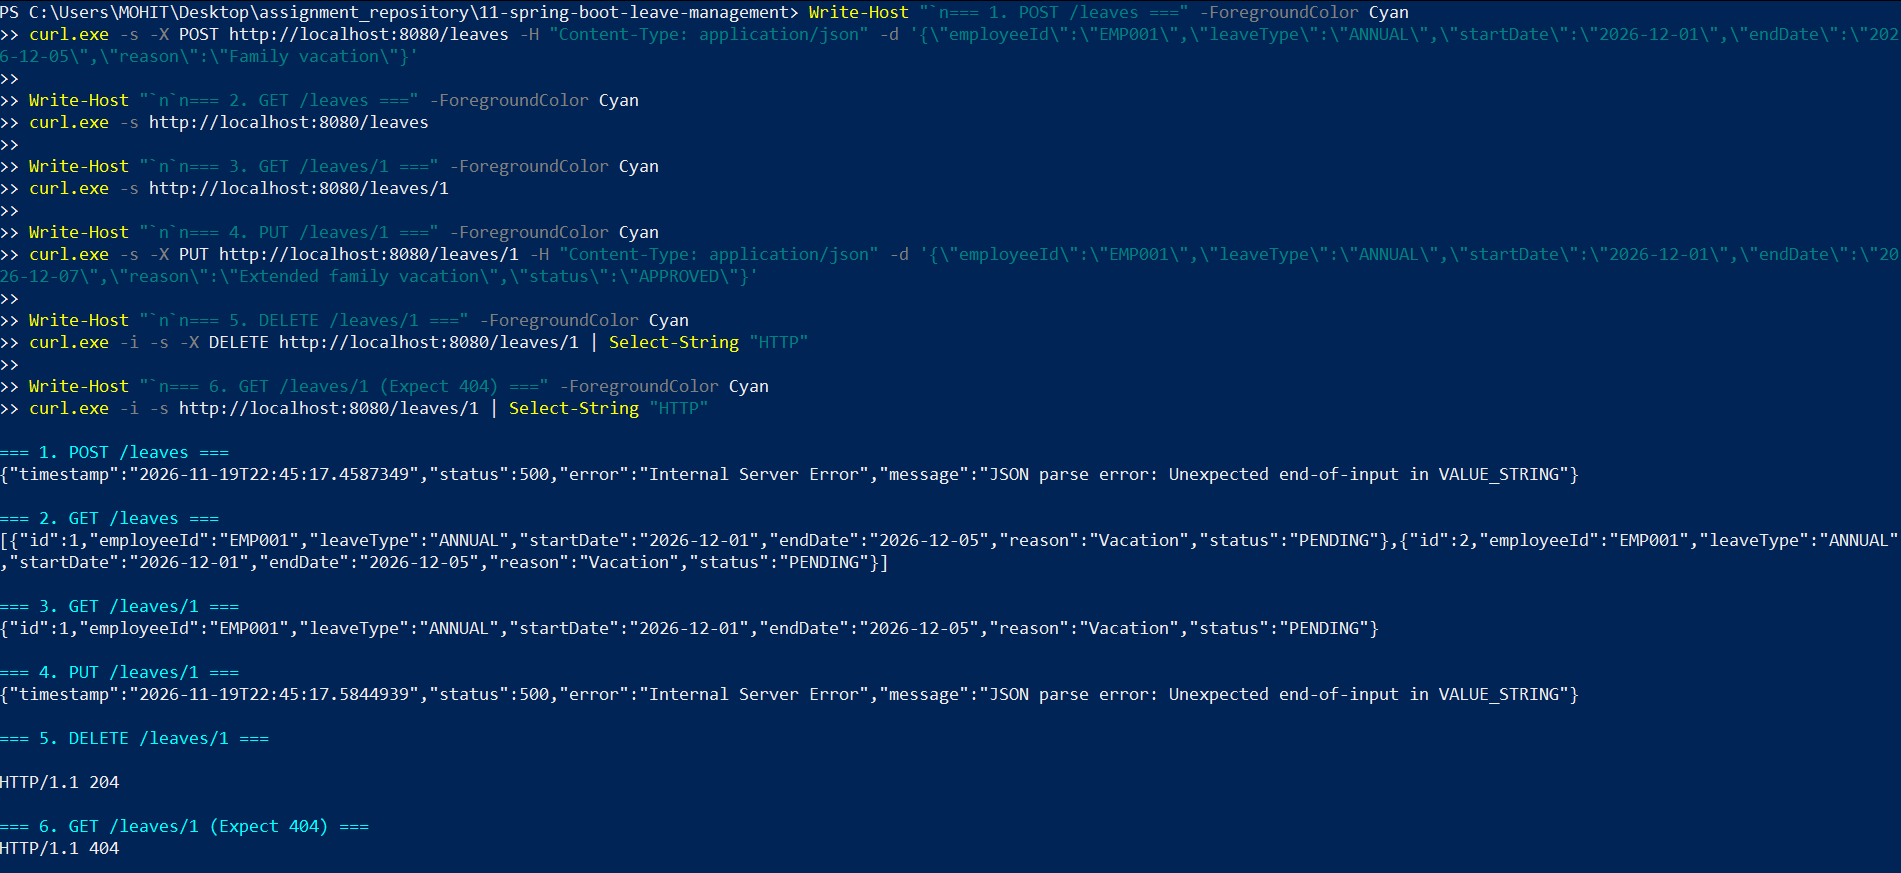 PS C:\Users\MOHIT\Desktop\assignment_repository\11-spring-boot-leave-management> Write-Host "`n=== 1. POST /leaves ===" -ForegroundColor Cyan
>> curl.exe -s -X POST http://localhost:8080/leaves -H "Content-Type: application/json" -d '{\"employeeId\":\"EMP001\",\"leaveType\":\"ANNUAL\",\"startDate\":\"2026-12-01\",\"endDate\":\"202
6-12-05\",\"reason\":\"Family vacation\"}'
>>
>> Write-Host "`n`n=== 2. GET /leaves ===" -ForegroundColor Cyan
>> curl.exe -s http://localhost:8080/leaves
>>
>> Write-Host "`n`n=== 3. GET /leaves/1 ===" -ForegroundColor Cyan
>> curl.exe -s http://localhost:8080/leaves/1
>>
>> Write-Host "`n`n=== 4. PUT /leaves/1 ===" -ForegroundColor Cyan
>> curl.exe -s -X PUT http://localhost:8080/leaves/1 -H "Content-Type: application/json" -d '{\"employeeId\":\"EMP001\",\"leaveType\":\"ANNUAL\",\"startDate\":\"2026-12-01\",\"endDate\":\"20
26-12-07\",\"reason\":\"Extended family vacation\",\"status\":\"APPROVED\"}'
>>
>> Write-Host "`n`n=== 5. DELETE /leaves/1 ===" -ForegroundColor Cyan
>> curl.exe -i -s -X DELETE http://localhost:8080/leaves/1 | Select-String "HTTP"
>>
>> Write-Host "`n=== 6. GET /leaves/1 (Expect 404) ===" -ForegroundColor Cyan
>> curl.exe -i -s http://localhost:8080/leaves/1 | Select-String "HTTP"
=== 1. POST /leaves ===
{"timestamp":"2026-11-19T22:45:17.4587349","status":500,"error":"Internal Server Error","message":"JSON parse error: Unexpected end-of-input in VALUE_STRING"}
=== 2. GET /leaves ===
[{"id":1,"employeeId":"EMP001","leaveType":"ANNUAL","startDate":"2026-12-01","endDate":"2026-12-05","reason":"Vacation","status":"PENDING"},{"id":2,"employeeId":"EMP001","leaveType":"ANNUAL"
,"startDate":"2026-12-01","endDate":"2026-12-05","reason":"Vacation","status":"PENDING"}]
=== 3. GET /leaves/1 ===
{"id":1,"employeeId":"EMP001","leaveType":"ANNUAL","startDate":"2026-12-01","endDate":"2026-12-05","reason":"Vacation","status":"PENDING"}
=== 4. PUT /leaves/1 ===
{"timestamp":"2026-11-19T22:45:17.5844939","status":500,"error":"Internal Server Error","message":"JSON parse error: Unexpected end-of-input in VALUE_STRING"}
=== 5. DELETE /leaves/1 ===
HTTP/1.1 204
=== 6. GET /leaves/1 (Expect 404) ===
HTTP/1.1 404